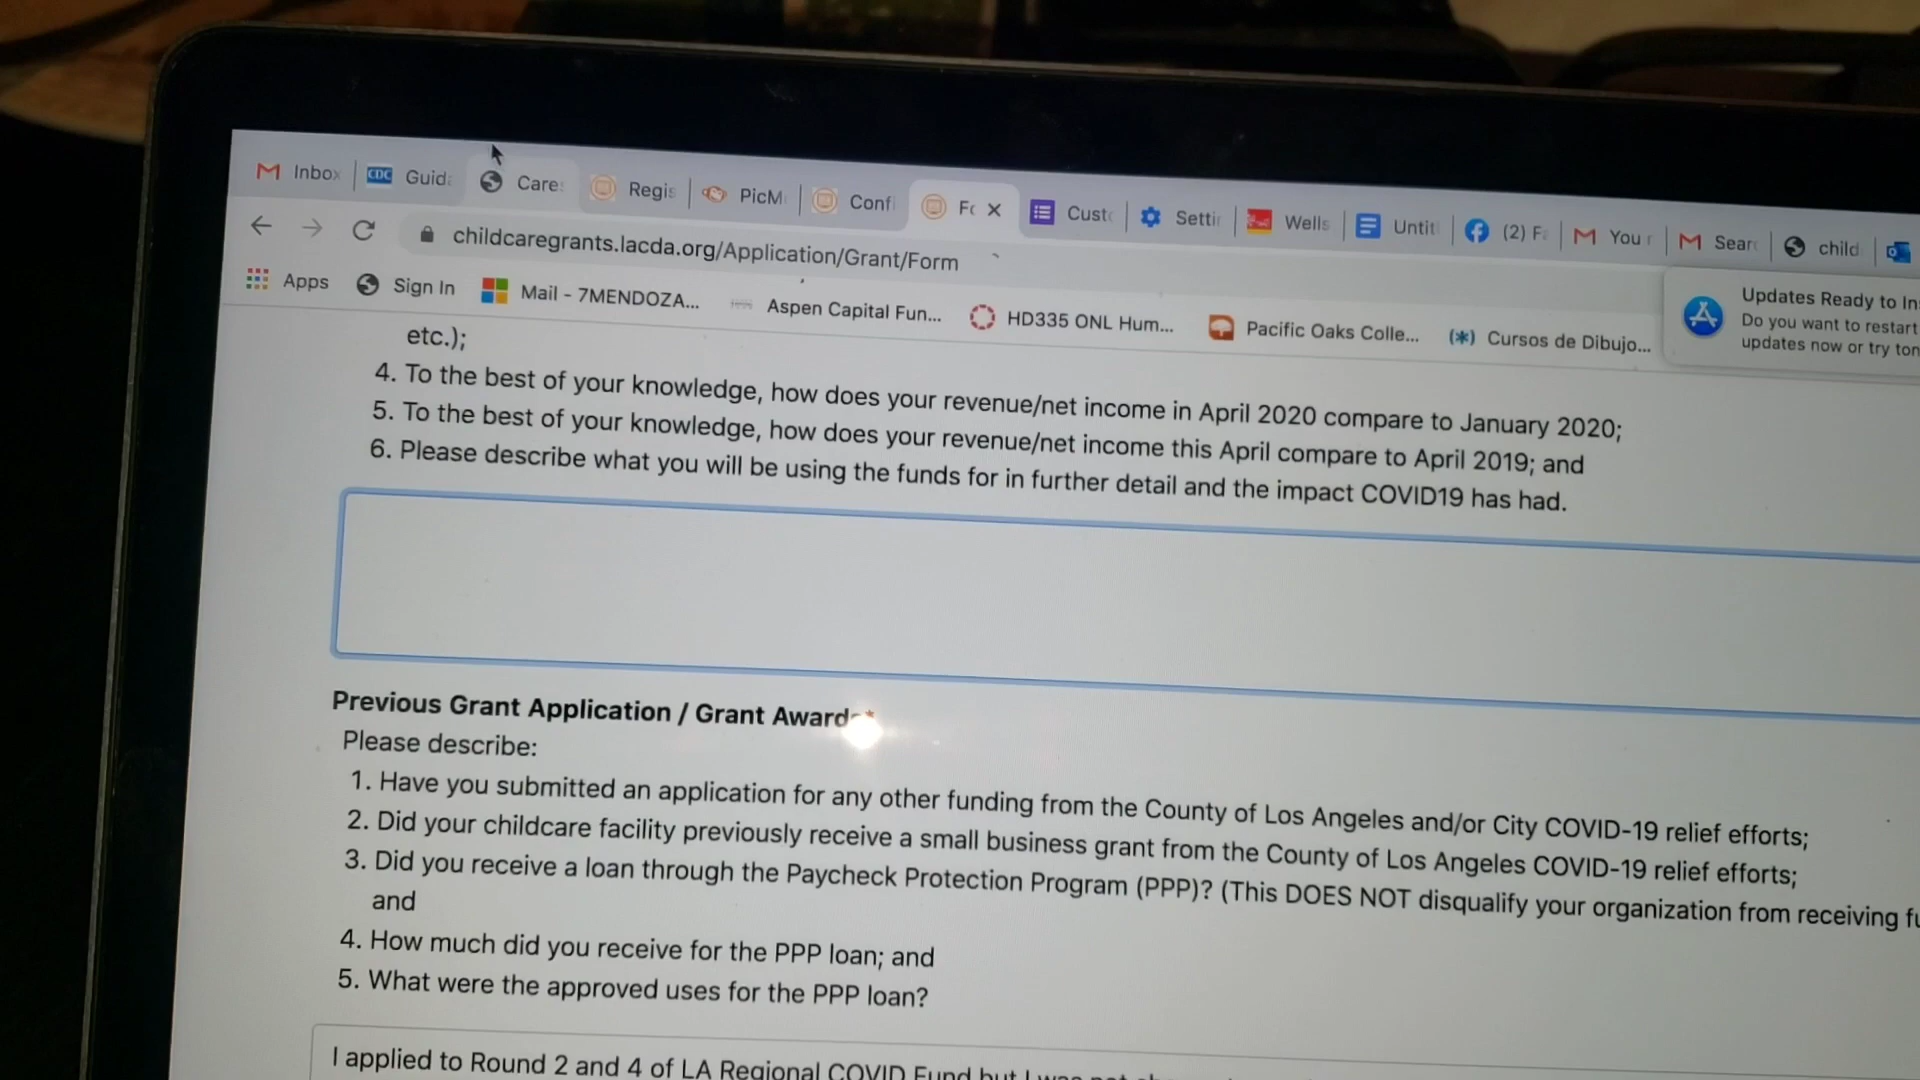 Inbox CDC Guid Care Regis PicM Conf Fo Cust Settin Wells Untit (2) Fa You r Sear child
childcaregrants.lacda.org/Application/Grant/Form
Apps Sign In Mail - 7MENDOZA... Aspen Capital Fun... HD335 ONL Hum... Pacific Oaks Colle... (*) Cursos de Dibujo...
Updates Ready to Ins
Do you want to restart
updates now or try ton
etc.);
4. To the best of your knowledge, how does your revenue/net income in April 2020 compare to January 2020;
5. To the best of your knowledge, how does your revenue/net income this April compare to April 2019; and
6. Please describe what you will be using the funds for in further detail and the impact COVID19 has had.
Previous Grant Application / Grant Awards*
Please describe:
1. Have you submitted an application for any other funding from the County of Los Angeles and/or City COVID-19 relief efforts;
2. Did your childcare facility previously receive a small business grant from the County of Los Angeles COVID-19 relief efforts;
3. Did you receive a loan through the Paycheck Protection Program (PPP)? (This DOES NOT disqualify your organization from receiving fu
and
4. How much did you receive for the PPP loan; and
5. What were the approved uses for the PPP loan?
I applied to Round 2 and 4 of LA Regional COVID Fund but I was not